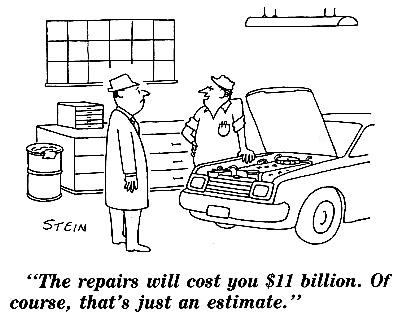 STEIN
"The repairs will cost you $11 billion. Of
course, that's just an estimate."